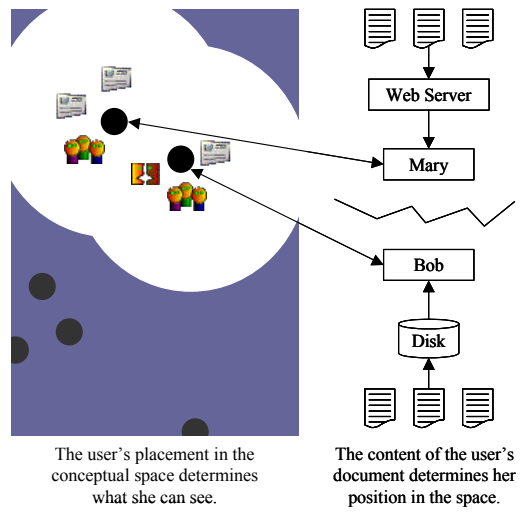 Web Server
Mary
Bob
Disk
The user's placement in the
conceptual space determines
what she can see.
The content of the user's
document determines her
position in the space.